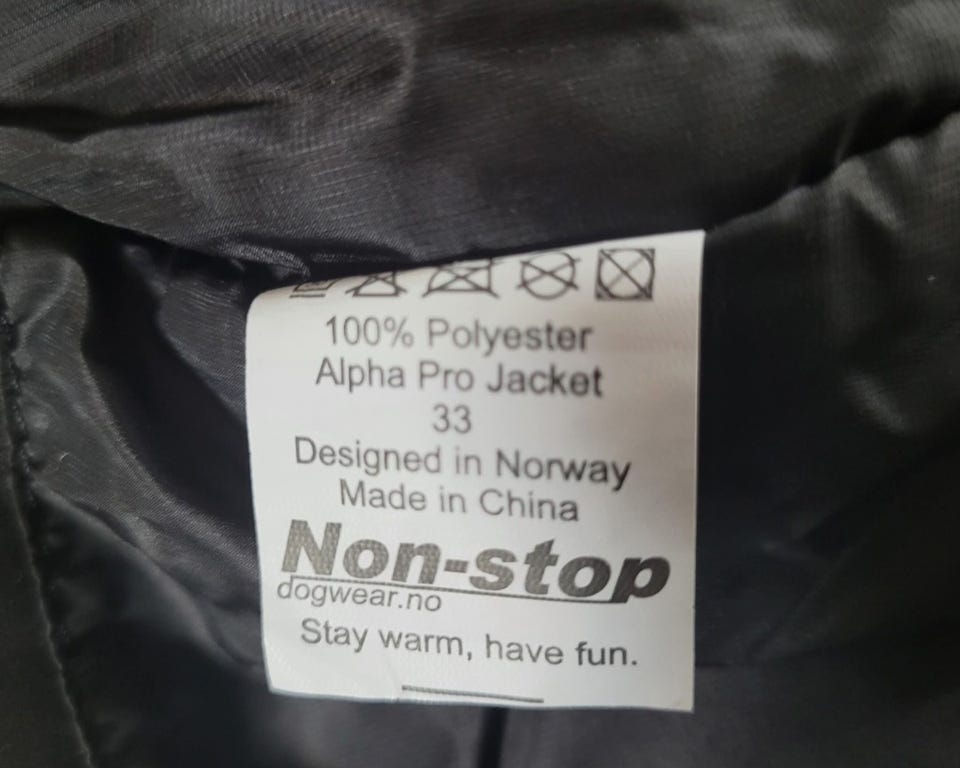 100% Polyester
Alpha Pro Jacket
33
Designed in Norway
Made in China
Non-stop
dogwear.no
Stay warm, have fun.